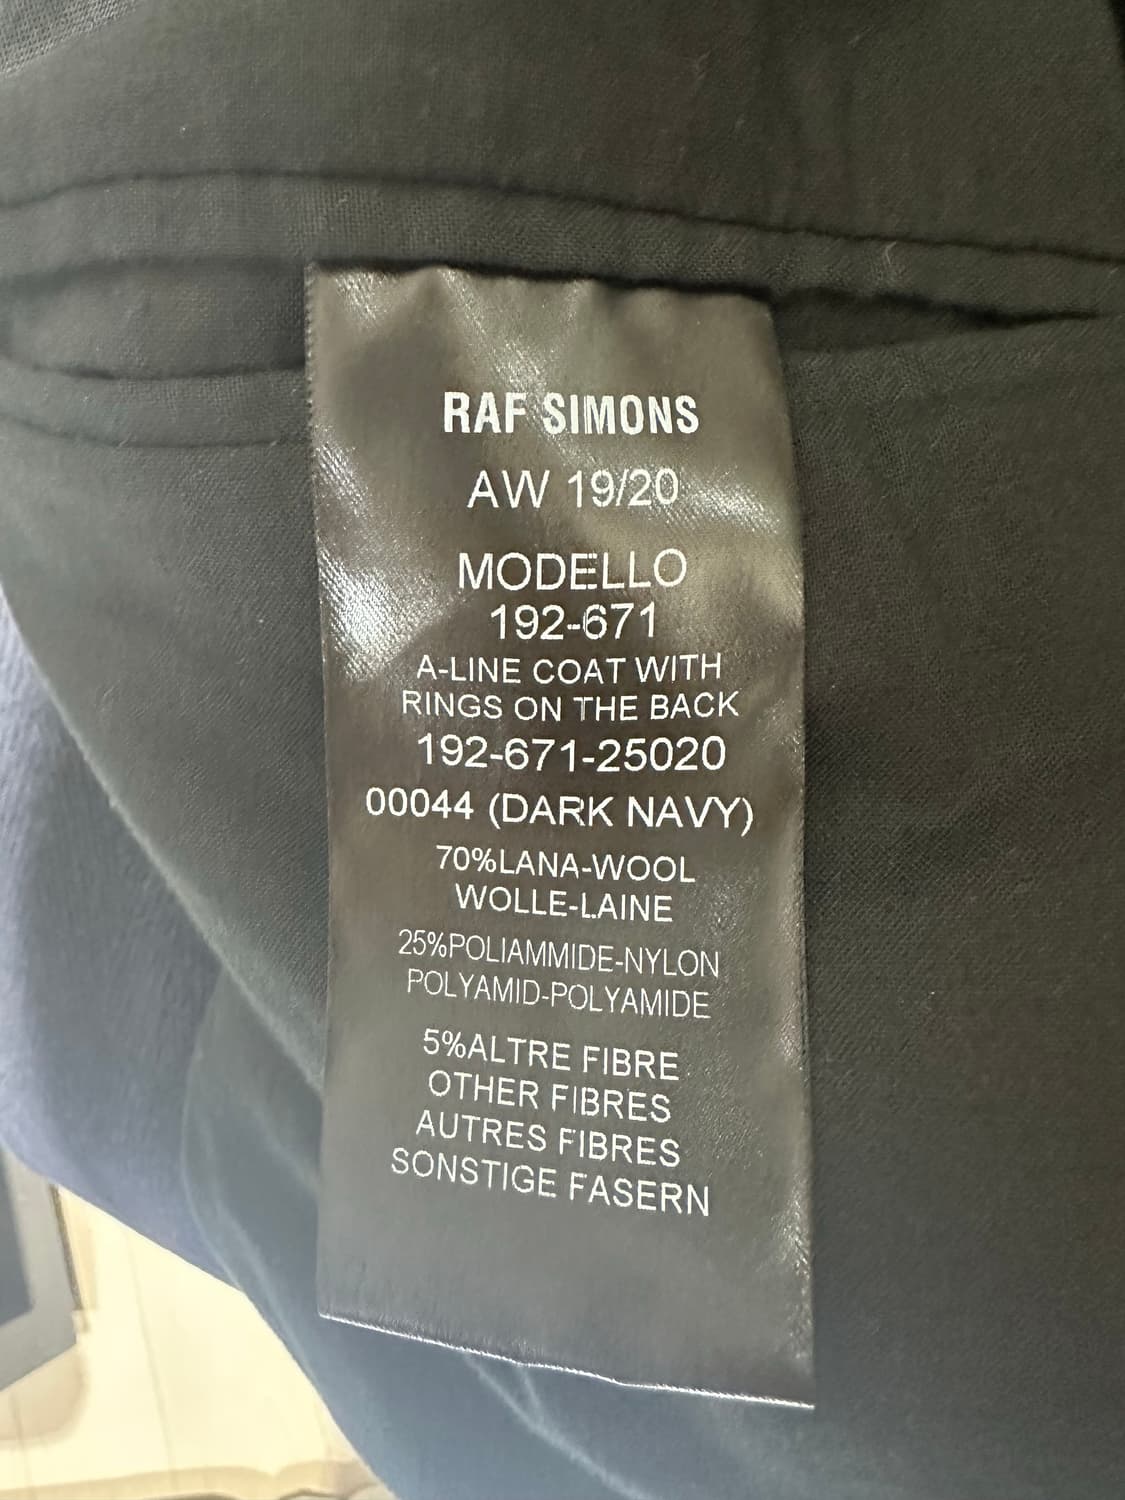 RAF SIMONS
AW 19/20
MODELLO
192-671
A-LINE COAT WITH
RINGS ON THE BACK
192-671-25020
00044 (DARK NAVY)
70%LANA-WOOL
WOLLE-LAINE
25%POLIAMMIDE-NYLON
POLYAMID-POLYAMIDE
5%ALTRE FIBRE
OTHER FIBRES
AUTRES FIBRES
SONSTIGE FASERN